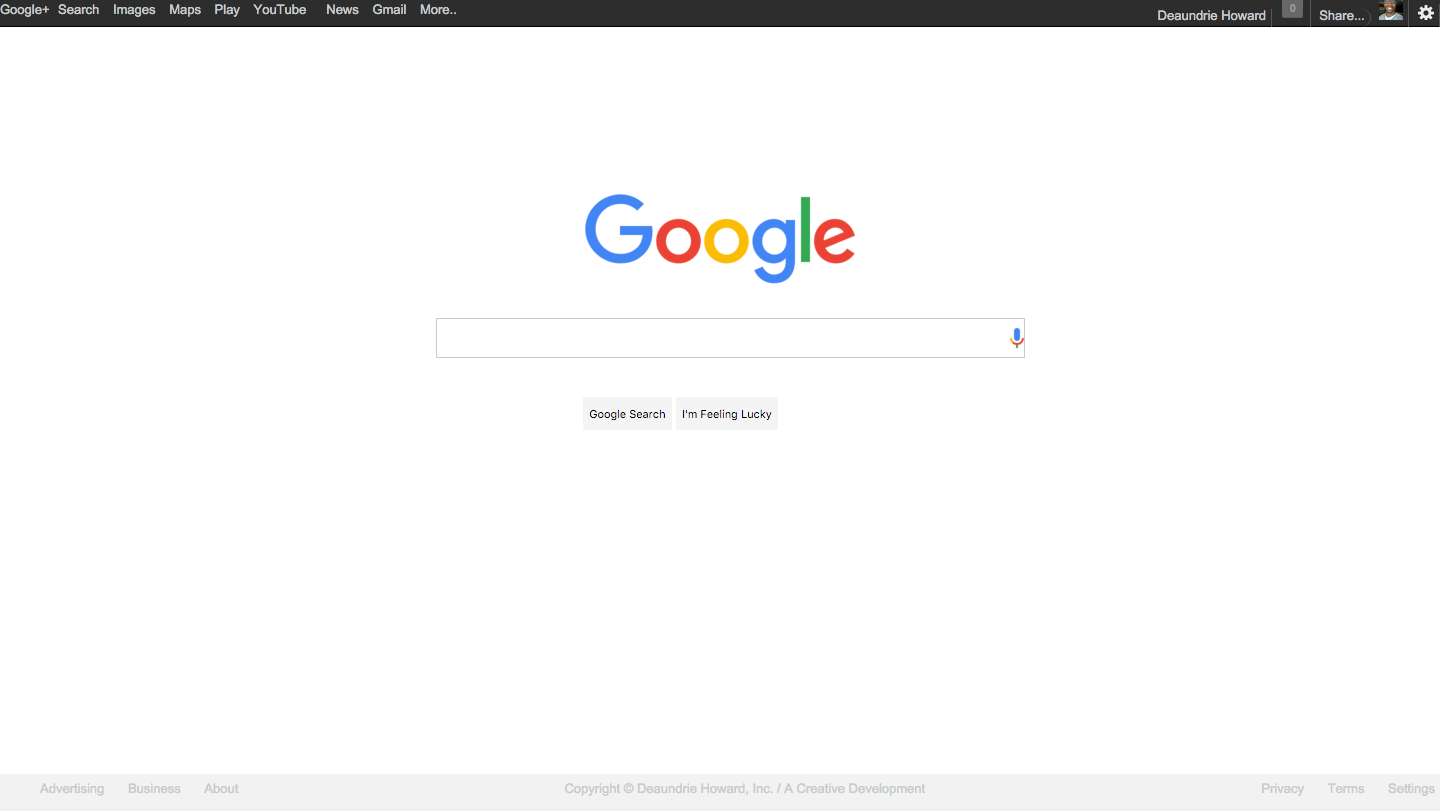 Google+ Search Images Maps Play YouTube News Gmail More.. Deaundrie Howard 0 Share...
Google
Google Search I'm Feeling Lucky
Advertising Business About Copyright © Deaundrie Howard, Inc. / A Creative Development Privacy Terms Settings